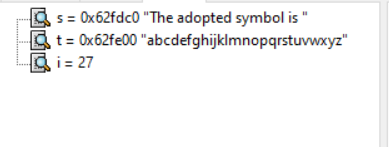 s = 0x62fdc0 "The adopted symbol is "
t = 0x62fe00 "abcdefghijklmnopqrstuvwxyz"
i = 27